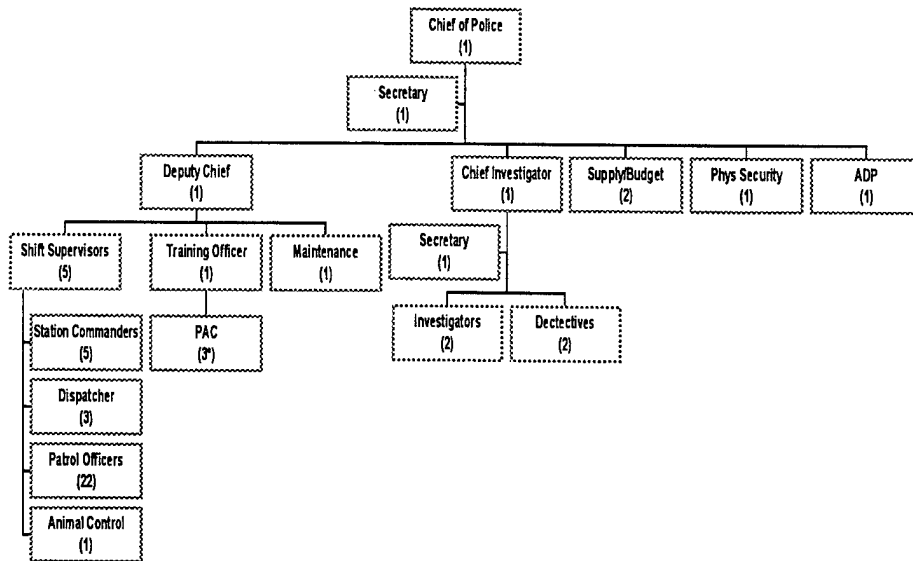 Chief of Police
(1)
Secretary
(1)
Deputy Chief
(1)
Chief Investigator
(1)
Supply/Budget
(2)
Phys Security
(1)
ADP
(1)
Shift Supervisors
(5)
Training Officer
(1)
Maintenance
(1)
Secretary
(1)
Station Commanders
(5)
PAC
(3*)
Investigators
(2)
Dectectives
(2)
Dispatcher
(3)
Patrol Officers
(22)
Animal Control
(1)